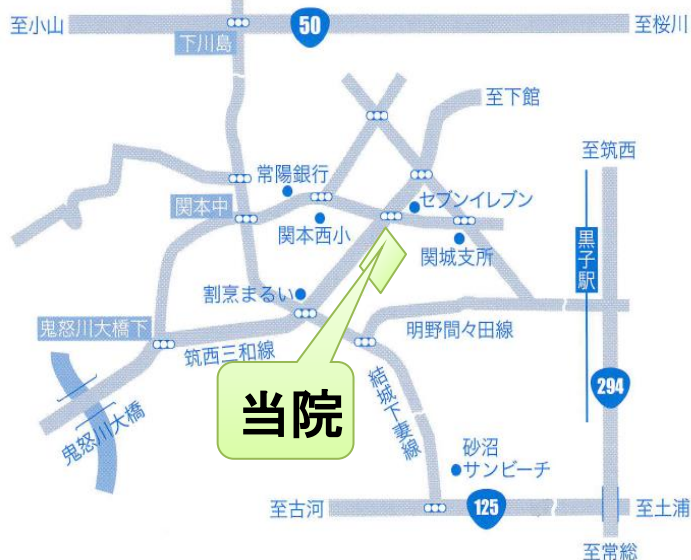 至小山
50
至桜川
下川島
至下館
至筑西
常陽銀行
セブンイレブン
関本中
関本西小
関城支所
黒子駅
割烹まるい
鬼怒川大橋下
明野間々田線
筑西三和線
294
当院
結城下妻線
鬼怒川大橋
砂沼
サンビーチ
至古河
125
至土浦
至常総